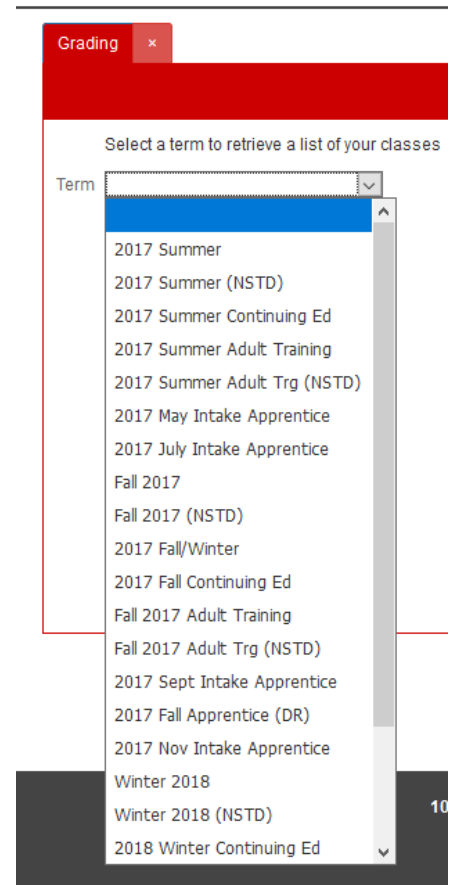 Grading ×
Select a term to retrieve a list of your classes
Term
2017 Summer
2017 Summer (NSTD)
2017 Summer Continuing Ed
2017 Summer Adult Training
2017 Summer Adult Trg (NSTD)
2017 May Intake Apprentice
2017 July Intake Apprentice
Fall 2017
Fall 2017 (NSTD)
2017 Fall/Winter
2017 Fall Continuing Ed
Fall 2017 Adult Training
Fall 2017 Adult Trg (NSTD)
2017 Sept Intake Apprentice
2017 Fall Apprentice (DR)
2017 Nov Intake Apprentice
Winter 2018
Winter 2018 (NSTD)
10
2018 Winter Continuing Ed